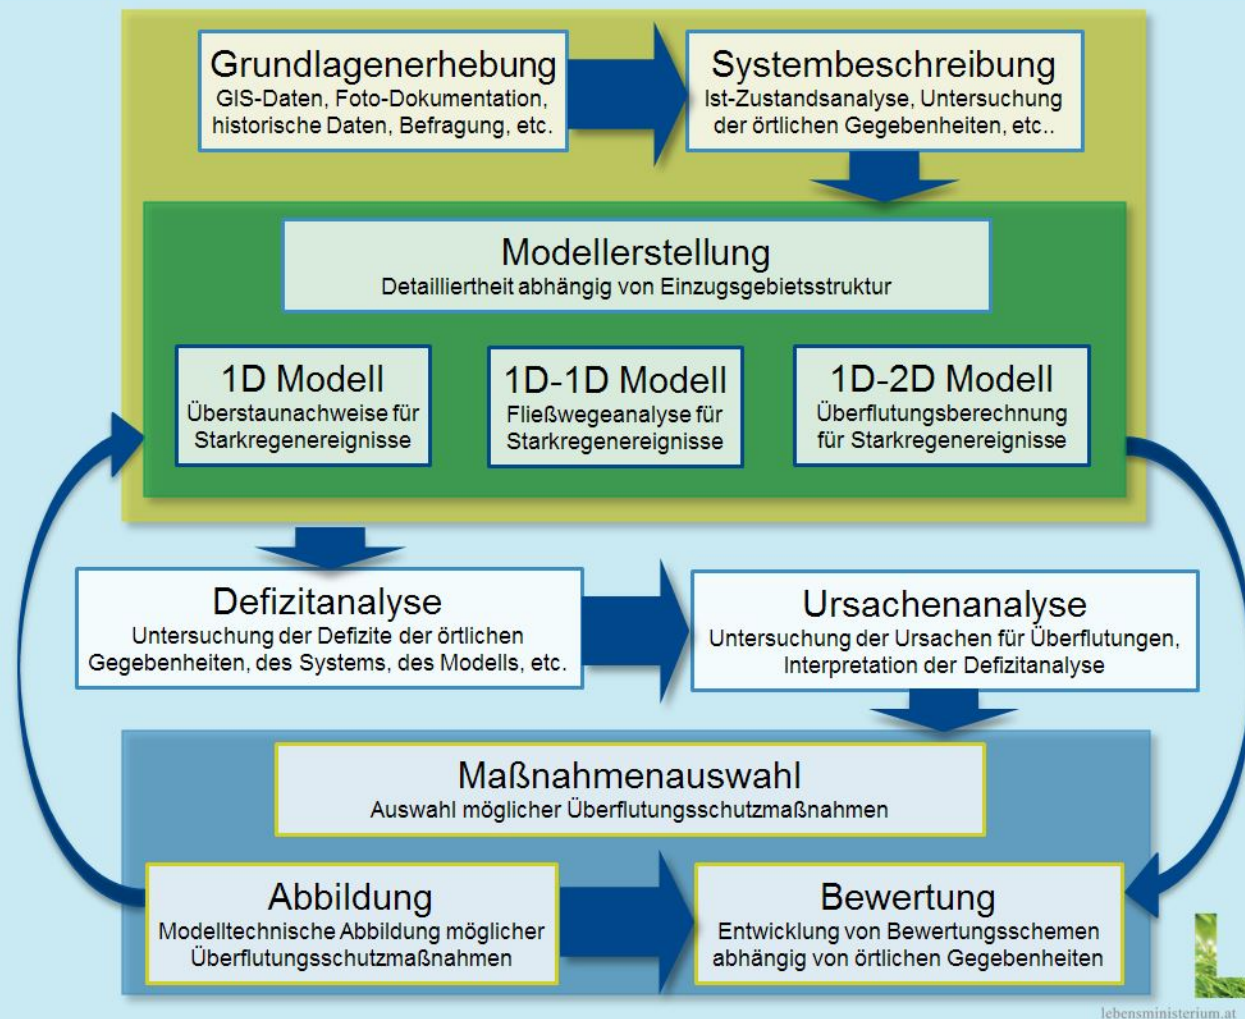 Grundlagenerhebung
GIS-Daten, Foto-Dokumentation,
historische Daten, Befragung, etc.
Systembeschreibung
Ist-Zustandsanalyse, Untersuchung
der örtlichen Gegebenheiten, etc..
Modellerstellung
Detailliertheit abhängig von Einzugsgebietsstruktur
1D Modell
Überstaunachweise für
Starkregenereignisse
1D-1D Modell
Fließwegeanalyse für
Starkregenereignisse
1D-2D Modell
Überflutungsberechnung
für Starkregenereignisse
Defizitanalyse
Untersuchung der Defizite der örtlichen
Gegebenheiten, des Systems, des Modells, etc.
Ursachenanalyse
Untersuchung der Ursachen für Überflutungen,
Interpretation der Defizitanalyse
Maßnahmenauswahl
Auswahl möglicher Überflutungsschutzmaßnahmen
Abbildung
Modelltechnische Abbildung möglicher
Überflutungsschutzmaßnahmen
Bewertung
Entwicklung von Bewertungsschemen
abhängig von örtlichen Gegebenheiten
lebensministerium.at